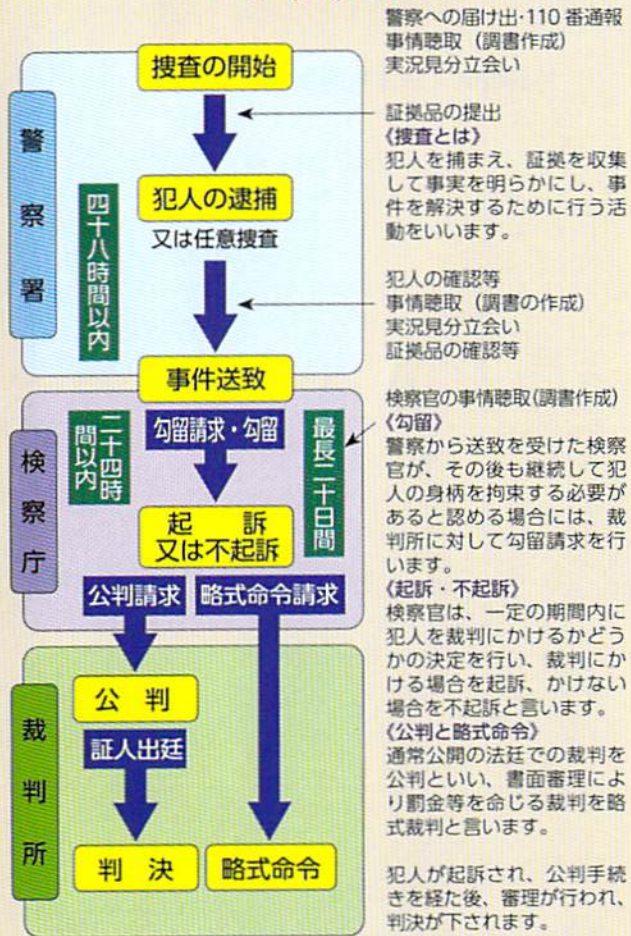 警察への届け出・110番通報
事情聴取（調書作成）
実況見分立会い
警察署
捜査の開始
証拠品の提出
《捜査とは》
犯人を捕まえ、証拠を収集
して事実を明らかにし、事
件を解決するために行う活
動をいいます。
四十八時間以内
犯人の逮捕
又は任意捜査
犯人の確認等
事情聴取（調書の作成）
実況見分立会い
証拠品の確認等
事件送致
検察庁
二十四時
間以内
勾留請求・勾留
最長二十日間
検察官の事情聴取（調書作成）
《勾留》
警察から送致を受けた検察
官が、その後も継続して犯
人の身柄を拘束する必要が
あると認める場合には、裁
判所に対して勾留請求を行
います。
起訴
又は不起訴
公判請求
略式命令請求
《起訴・不起訴》
検察官は、一定の期間内に
犯人を裁判にかけるかどう
かの決定を行い、裁判にか
ける場合を起訴、かけない
場合を不起訴と言います。
裁判所
公判
証人出廷
判決
略式命令
《公判と略式命令》
通常公開の法廷での裁判を
公判といい、書面審理によ
り罰金等を命じる裁判を略
式裁判と言います。
犯人が起訴され、公判手続
きを経た後、審理が行われ、
判決が下されます。